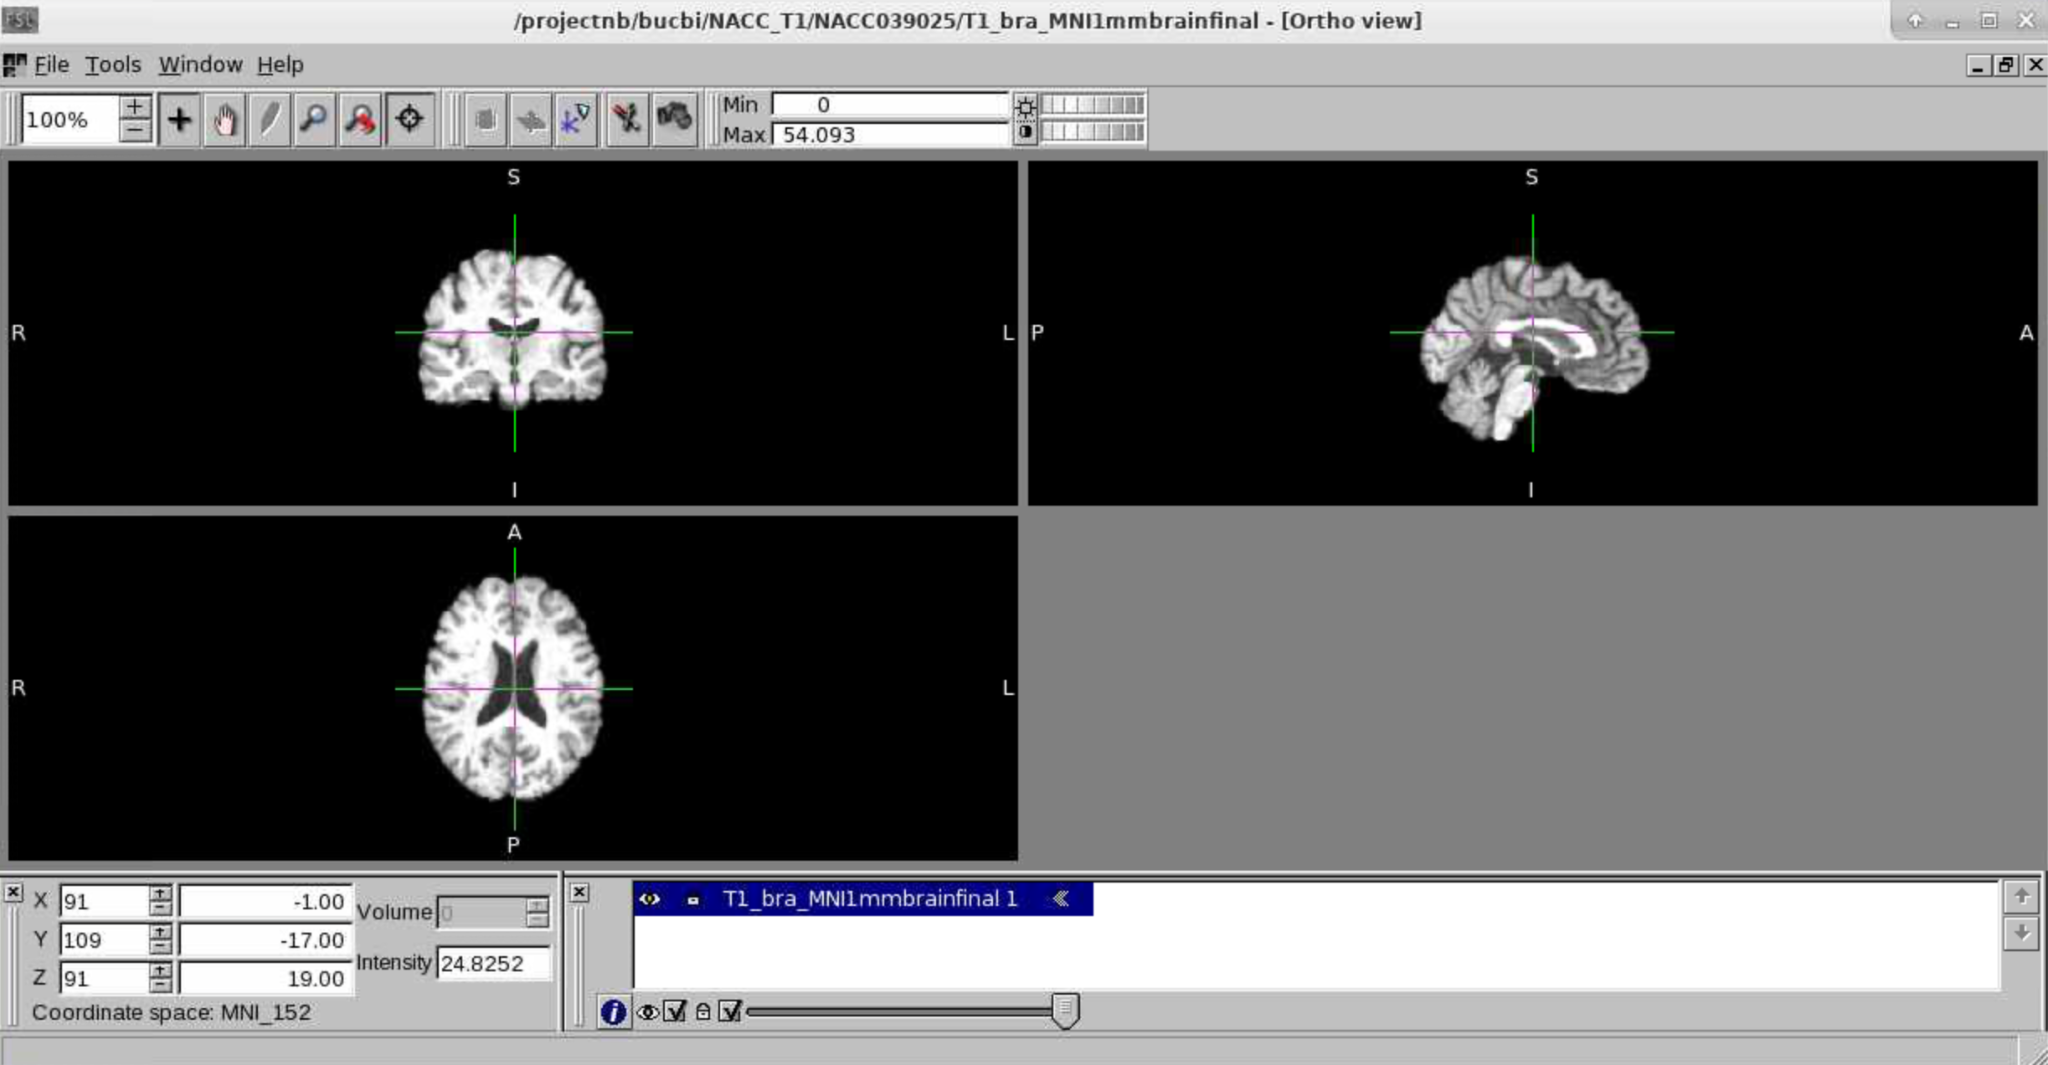 /projectnb/bucbi/NACC_T1/NACC039025/T1_bra_MNI1mmbrainfinal - [Ortho view]
File Tools Window Help
100%
Min 0
Max 54.093
S
S
R
L
P
A
I
I
A
R
L
P
X 91 -1.00
Volume 0
Y 109 -17.00
Intensity 24.8252
Z 91 19.00
Coordinate space: MNI_152
T1_bra_MNI1mmbrainfinal 1